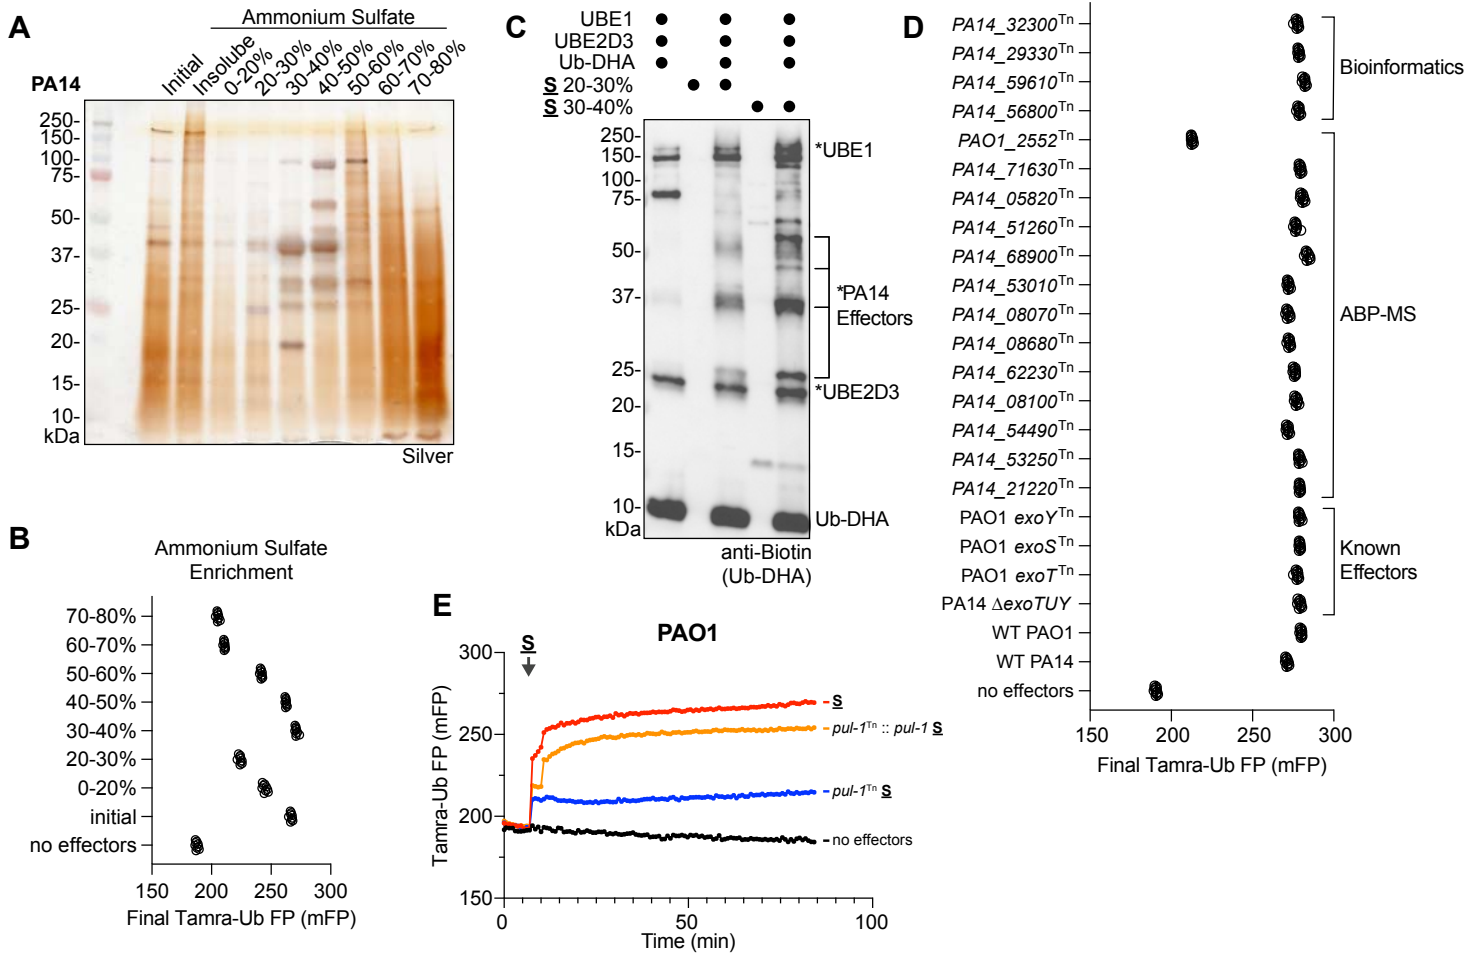 A
Ammonium Sulfate
Initial
Insolube
0-20%
20-30%
30-40%
40-50%
50-60%
60-70%
70-80%
PA14
250-
150-
100-
75-
50-
37-
25-
20-
15-
10-
kDa
Silver
B
Ammonium Sulfate
Enrichment
70-80%
60-70%
50-60%
40-50%
30-40%
20-30%
0-20%
initial
no effectors
150 200 250 300
Final Tamra-Ub FP (mFP)
C
UBE1
UBE2D3
Ub-DHA
S 20-30%
S 30-40%
250-
150-
100-
75-
50-
37-
25-
20-
15-
10-
kDa
*UBE1
*PA14
Effectors
*UBE2D3
Ub-DHA
anti-Biotin
(Ub-DHA)
D
PA14_32300Tn
PA14_29330Tn
PA14_59610Tn
PA14_56800Tn
PAO1_2552Tn
PA14_71630Tn
PA14_05820Tn
PA14_51260Tn
PA14_68900Tn
PA14_53010Tn
PA14_08070Tn
PA14_08680Tn
PA14_62230Tn
PA14_08100Tn
PA14_54490Tn
PA14_53250Tn
PA14_21220Tn
PAO1 exoYTn
PAO1 exoSTn
PAO1 exoTTn
PA14 ΔexoTUY
WT PAO1
WT PA14
no effectors
Bioinformatics
ABP-MS
Known
Effectors
150 200 250 300
Final Tamra-Ub FP (mFP)
E
PAO1
S
300
250
200
150
Tamra-Ub FP (mFP)
S
pul-1Tn :: pul-1 S
pul-1Tn S
no effectors
0 50 100
Time (min)